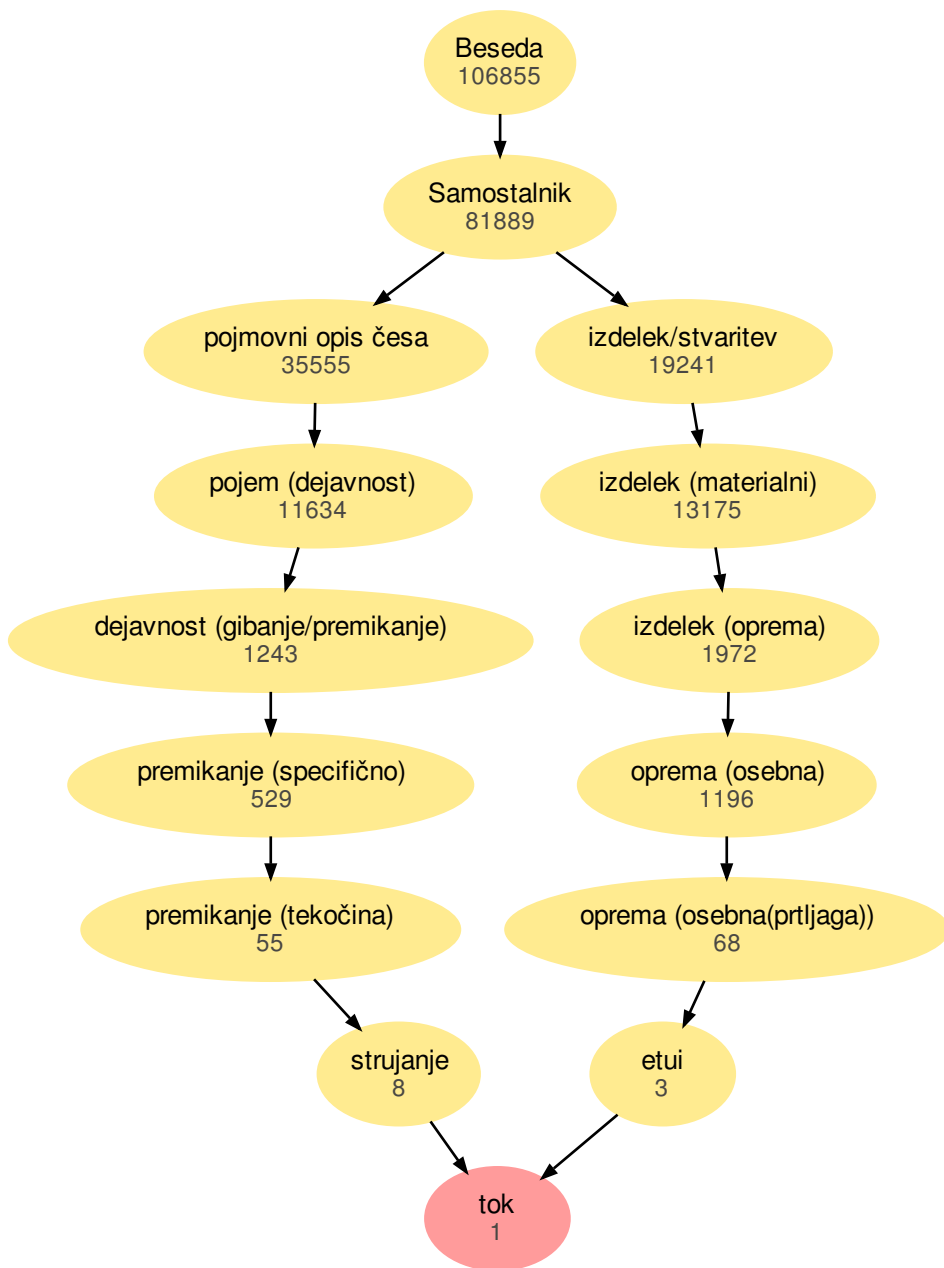 Beseda
106855
Samostalnik
81889
pojmovni opis česa
35555
izdelek/stvaritev
19241
pojem (dejavnost)
11634
izdelek (materialni)
13175
dejavnost (gibanje/premikanje)
1243
izdelek (oprema)
1972
premikanje (specifično)
529
oprema (osebna)
1196
premikanje (tekočina)
55
oprema (osebna(prtljaga))
68
strujanje
8
etui
3
tok
1